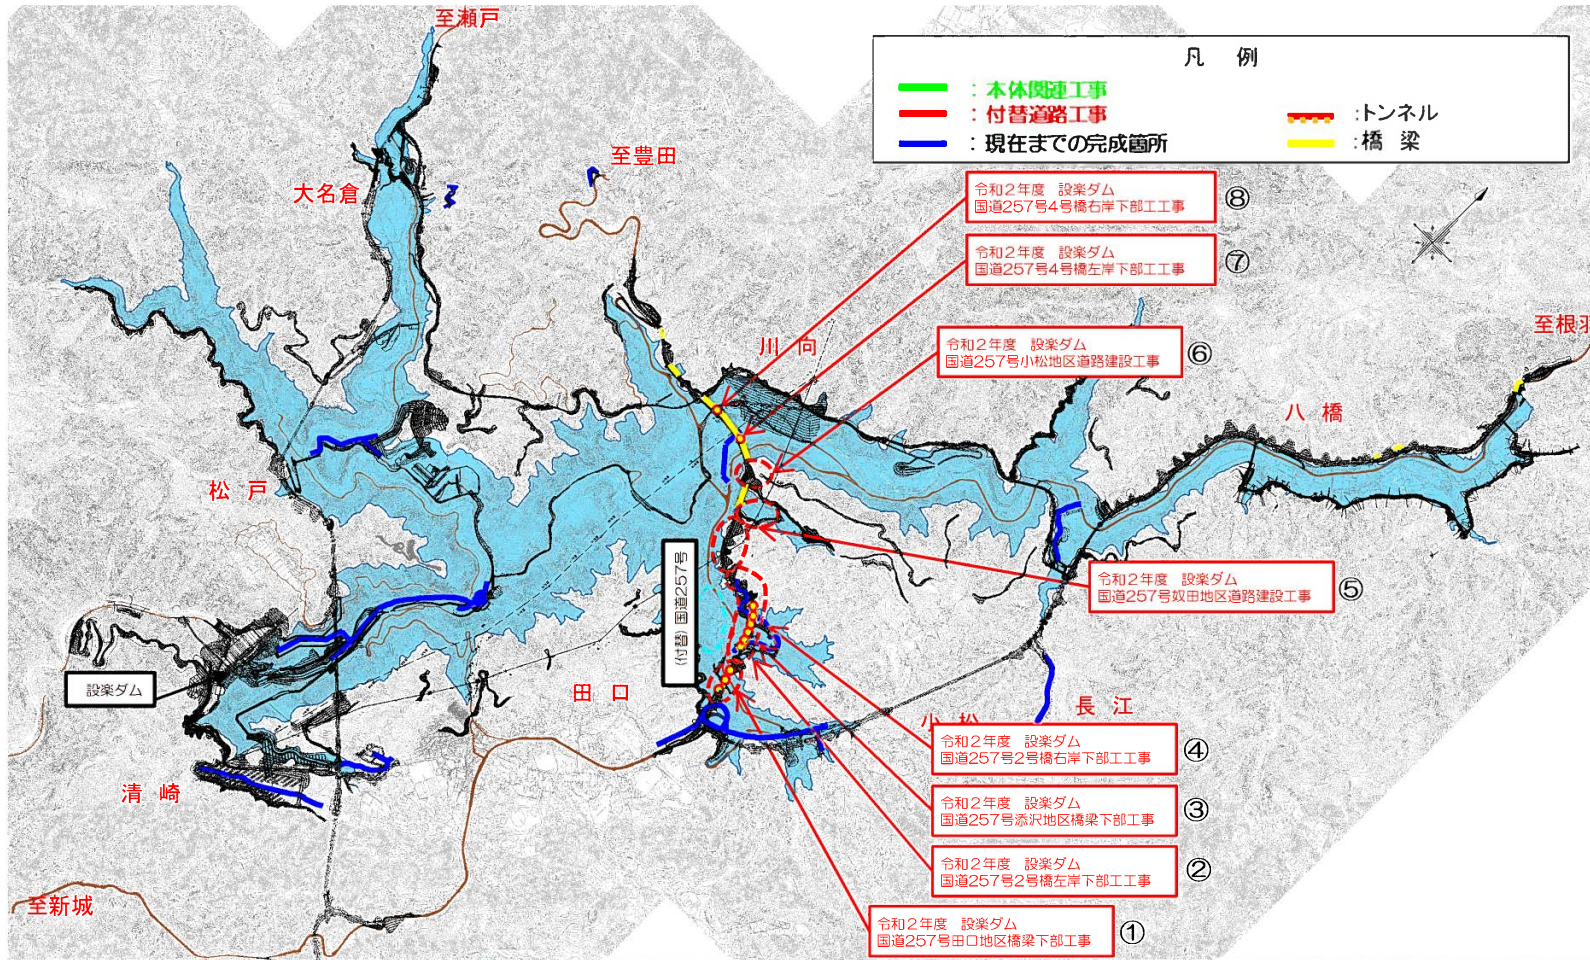 至瀬戸
凡 例
：本体関連工事
：付替道路工事
：現在までの完成箇所
：トンネル
：橋 梁
至豊田
大名倉
令和２年度 設楽ダム
国道257号4号橋右岸下部工工事
⑧
令和２年度 設楽ダム
国道257号4号橋左岸下部工工事
⑦
至根羽
川 向
令和２年度 設楽ダム
国道257号小松地区道路建設工事
⑥
八 橋
松 戸
令和２年度 設楽ダム
国道257号奴田地区道路建設工事
⑤
(付替) 国道257号
設楽ダム
田 口
長 江
小 松
令和２年度 設楽ダム
国道257号2号橋右岸下部工工事
④
清 崎
令和２年度 設楽ダム
国道257号添沢地区橋梁下部工事
③
令和２年度 設楽ダム
国道257号2号橋左岸下部工工事
②
至新城
令和２年度 設楽ダム
国道257号田口地区橋梁下部工事
①